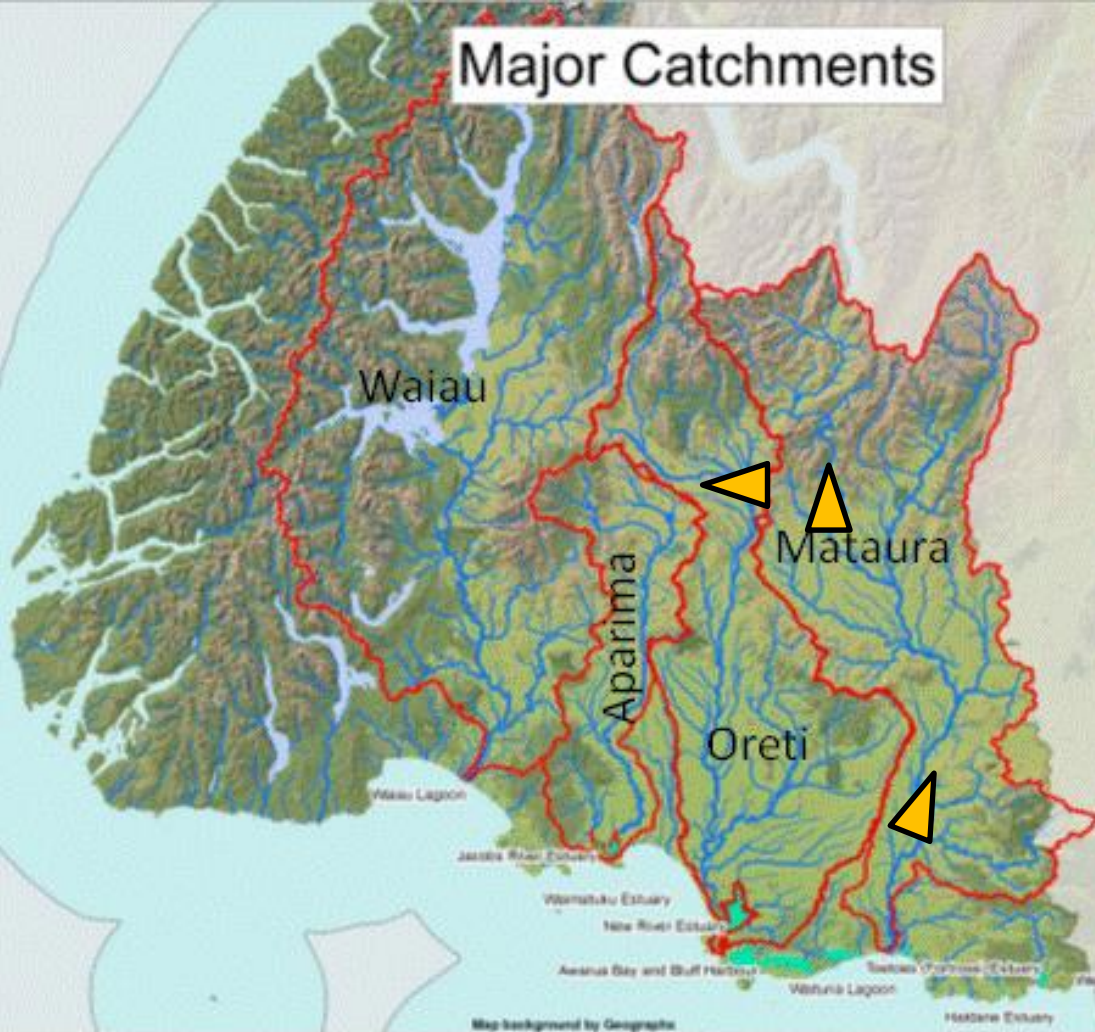 Major Catchments
Waiau
Mataura
Aparima
Oreti
Waiau Lagoon
Jacobs River Estuary
Waimatuku Estuary
New River Estuary
Awarua Bay and Bluff Harbour
Toetoes (Fortrose) Estuary
Waituna Lagoon
Haldane Estuary
Map background by Geographx